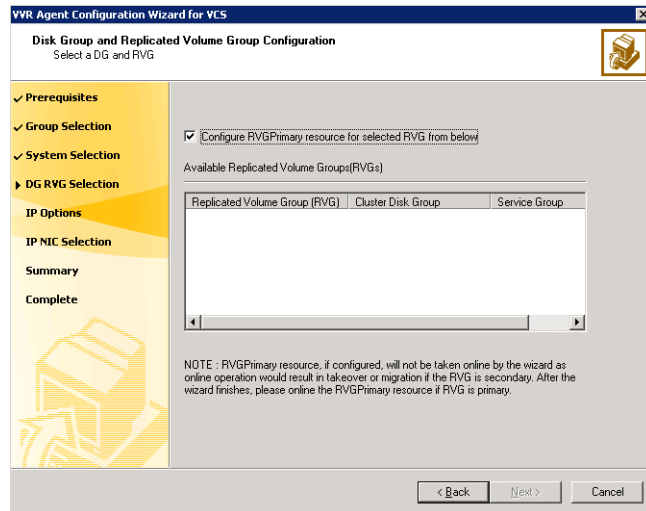 VVR Agent Configuration Wizard for VCS
Disk Group and Replicated Volume Group Configuration
Select a DG and RVG
Prerequisites
Group Selection
System Selection
DG RVG Selection
IP Options
IP NIC Selection
Summary
Complete
Configure RVGPrimary resource for selected RVG from below
Available Replicated Volume Groups(RVGs)
Replicated Volume Group (RVG) Cluster Disk Group Service Group
NOTE : RVGPrimary resource, if configured, will not be taken online by the wizard as
online operation would result in takeover or migration if the RVG is secondary. After the
wizard finishes, please online the RVGPrimary resource if RVG is primary.
< Back Next > Cancel